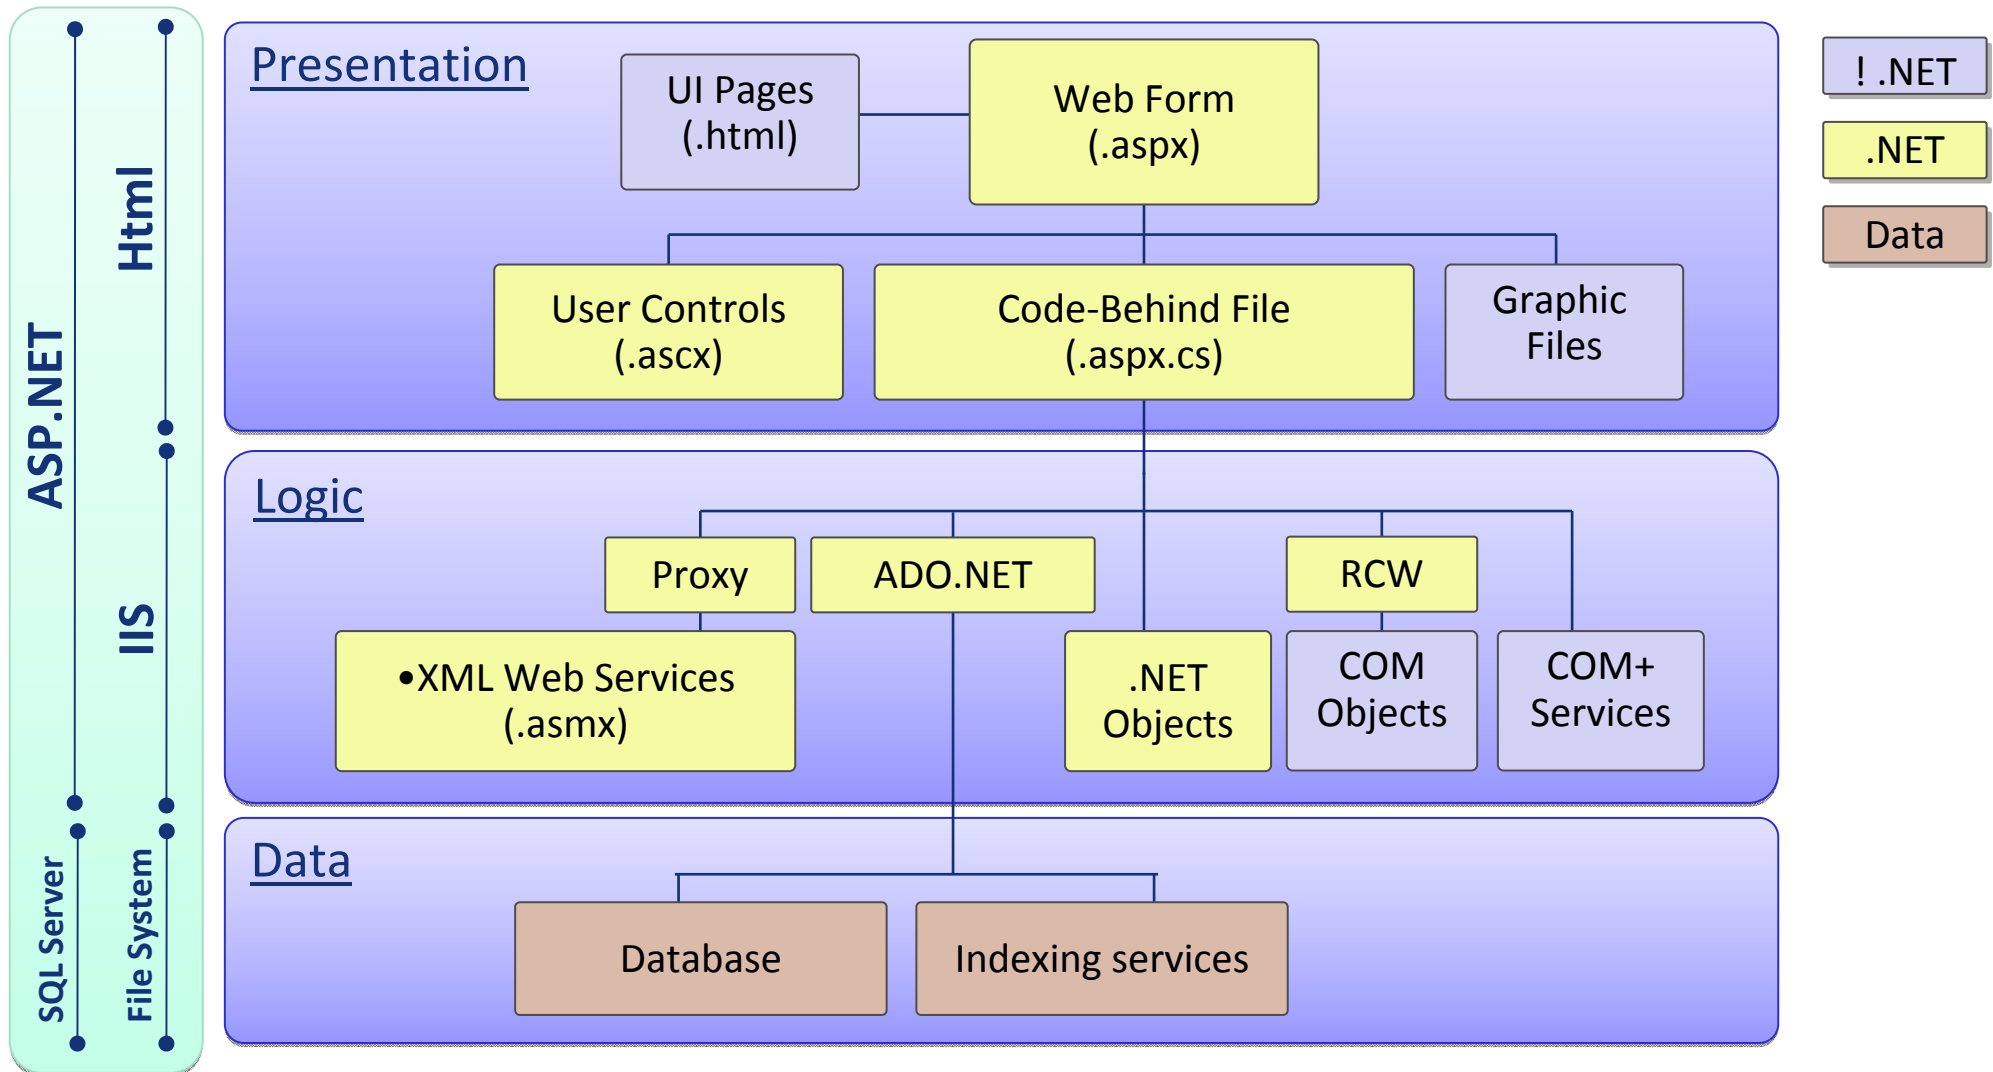 ASP.NET
Html
IIS
SQL Server
File System
Presentation
UI Pages
(.html)
Web Form
(.aspx)
User Controls
(.ascx)
Code-Behind File
(.aspx.cs)
Graphic
Files
Logic
Proxy
ADO.NET
RCW
•XML Web Services
(.asmx)
.NET
Objects
COM
Objects
COM+
Services
Data
Database
Indexing services
! .NET
.NET
Data